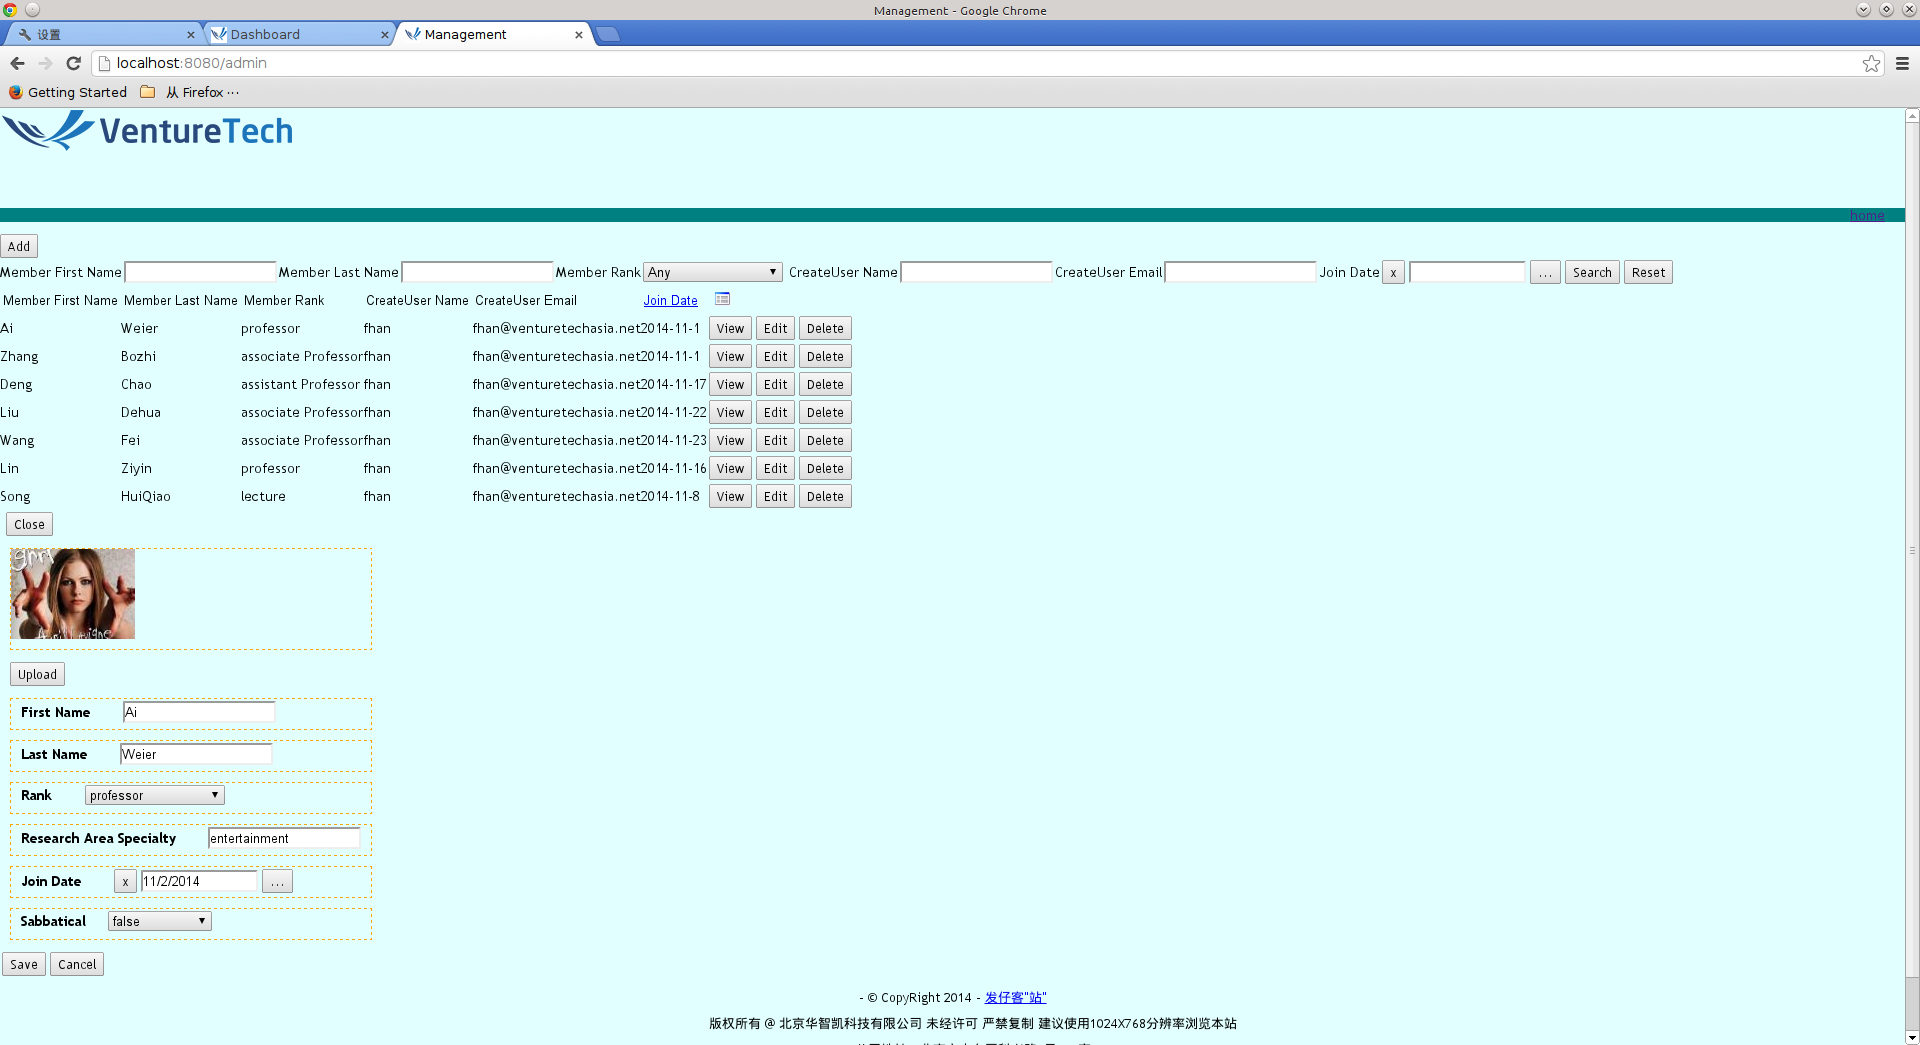 Management - Google Chrome
设置 Dashboard Management
localhost:8080/admin
Getting Started 从 Firefox ···
VentureTech
home
Add
Member First Name Member Last Name Member Rank Any CreateUser Name CreateUser Email Join Date x ... Search Reset
Member First Name Member Last Name Member Rank CreateUser Name CreateUser Email Join Date
Ai Weier professor fhan fhan@venturetechasia.net 2014-11-1 View Edit Delete
Zhang Bozhi associate Professor fhan fhan@venturetechasia.net 2014-11-1 View Edit Delete
Deng Chao assistant Professor fhan fhan@venturetechasia.net 2014-11-17 View Edit Delete
Liu Dehua associate Professor fhan fhan@venturetechasia.net 2014-11-22 View Edit Delete
Wang Fei associate Professor fhan fhan@venturetechasia.net 2014-11-23 View Edit Delete
Lin Ziyin professor fhan fhan@venturetechasia.net 2014-11-16 View Edit Delete
Song HuiQiao lecture fhan fhan@venturetechasia.net 2014-11-8 View Edit Delete
Close
Upload
First Name Ai
Last Name Weier
Rank professor
Research Area Specialty entertainment
Join Date x 11/2/2014 ...
Sabbatical false
Save Cancel
- © CopyRight 2014 - 发仔客"站"
版权所有 @ 北京华智凯科技有限公司 未经许可 严禁复制 建议使用1024X768分辨率浏览本站